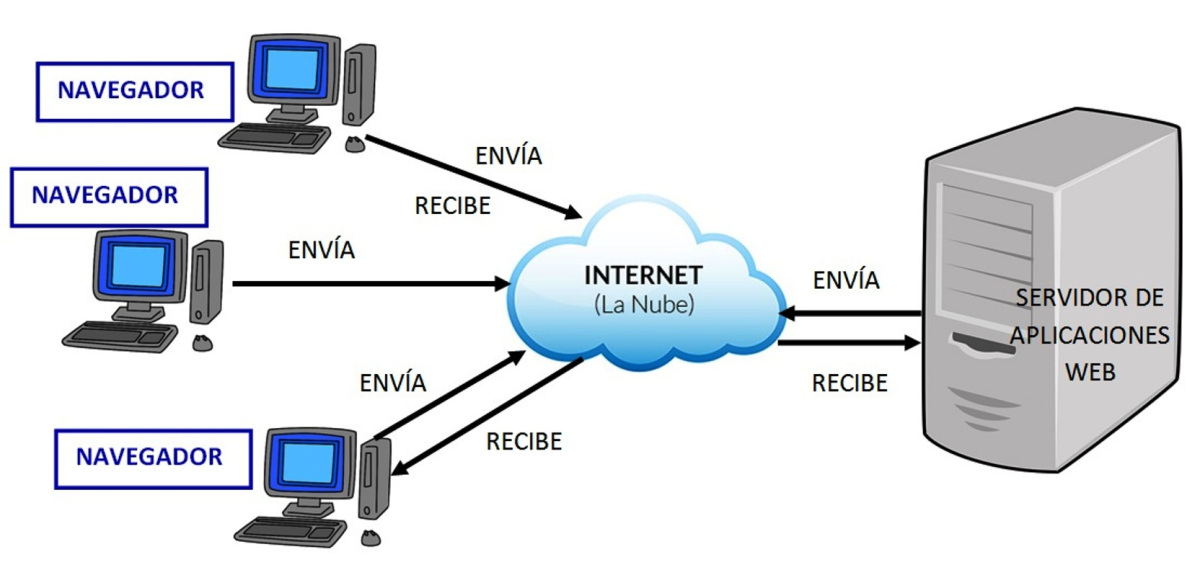 NAVEGADOR
ENVÍA
RECIBE
NAVEGADOR
ENVÍA
INTERNET
(La Nube)
ENVÍA
RECIBE
SERVIDOR DE
APLICACIONES
WEB
ENVÍA
RECIBE
NAVEGADOR